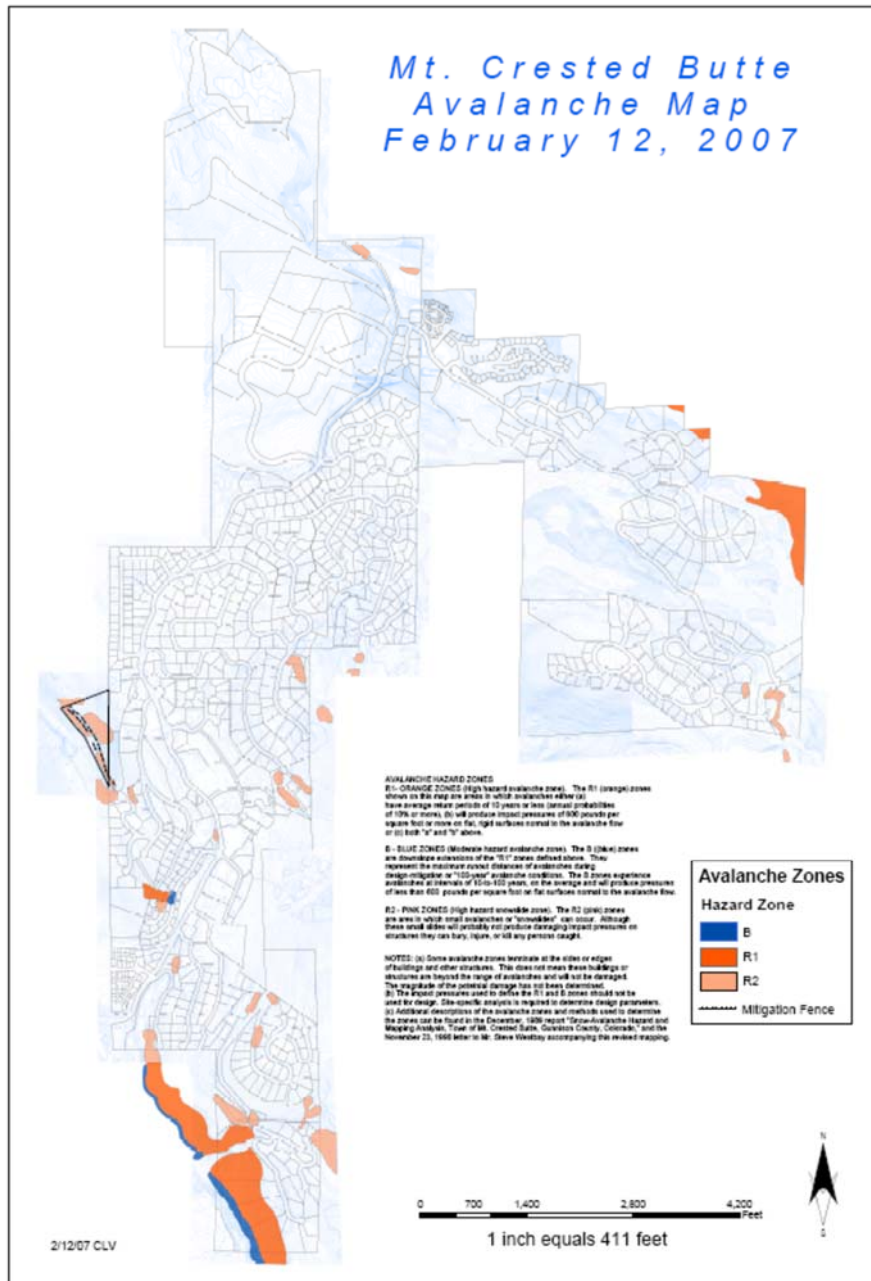 Mt. Crested Butte
Avalanche Map
February 12, 2007
AVALANCHE HAZARD ZONES
R1- ORANGE ZONES (High hazard avalanche zone). The R1 (orange) zones
shown on this map are areas in which avalanches either (a)
have average return periods of 10 years or less (annual probabilities
of 10% or more), (b) will produce impact pressures of 600 pounds per
square foot or more on flat, rigid surfaces normal to the avalanche flow
or (c) both "a" and "b" above.
B - BLUE ZONES (Moderate hazard avalanche zone). The B (blue) zones
are downslope extensions of the "R1" zones defined above. They
represent the maximum runout distances of avalanches during
design-mitigation or "100-year" avalanche conditions. The B zones experience
avalanches at intervals of 10-to-100 years, on the average and will produce pressures
of less than 600 pounds per square foot on flat surfaces normal to the avalanche flow.
R2 - PINK ZONES (High hazard snowslide zone). The R2 (pink) zones
are area in which small avalanches or "snowslides" can occur. Although
these small slides will probably not produce damaging impact pressures on
structures they can bury, injure, or kill any persons caught.
NOTES: (a) Some avalanche zones terminate at the sides or edges
of buildings and other structures. This does not mean these buildings or
structures are beyond the range of avalanches and will not be damaged.
The magnitude of the potential damage has not been determined.
(b) The impact pressures used to define the R1 and B zones should not be
used for design. Site-specific analysis is required to determine design parameters.
(c) Additional descriptions of the avalanche zones and methods used to determine
the zones can be found in the December, 1986 report "Snow-Avalanche Hazard and
Mapping Analysis, Town of Mt. Crested Butte, Gunnison County, Colorado," and the
November 23, letter to Mr. Steve Westbay accompanying this revised mapping.
Avalanche Zones
Hazard Zone
B
R1
R2
Mitigation Fence
N
S
0 700 1,400 2,800 4,200
Feet
1 inch equals 411 feet
2/12/07 CLV